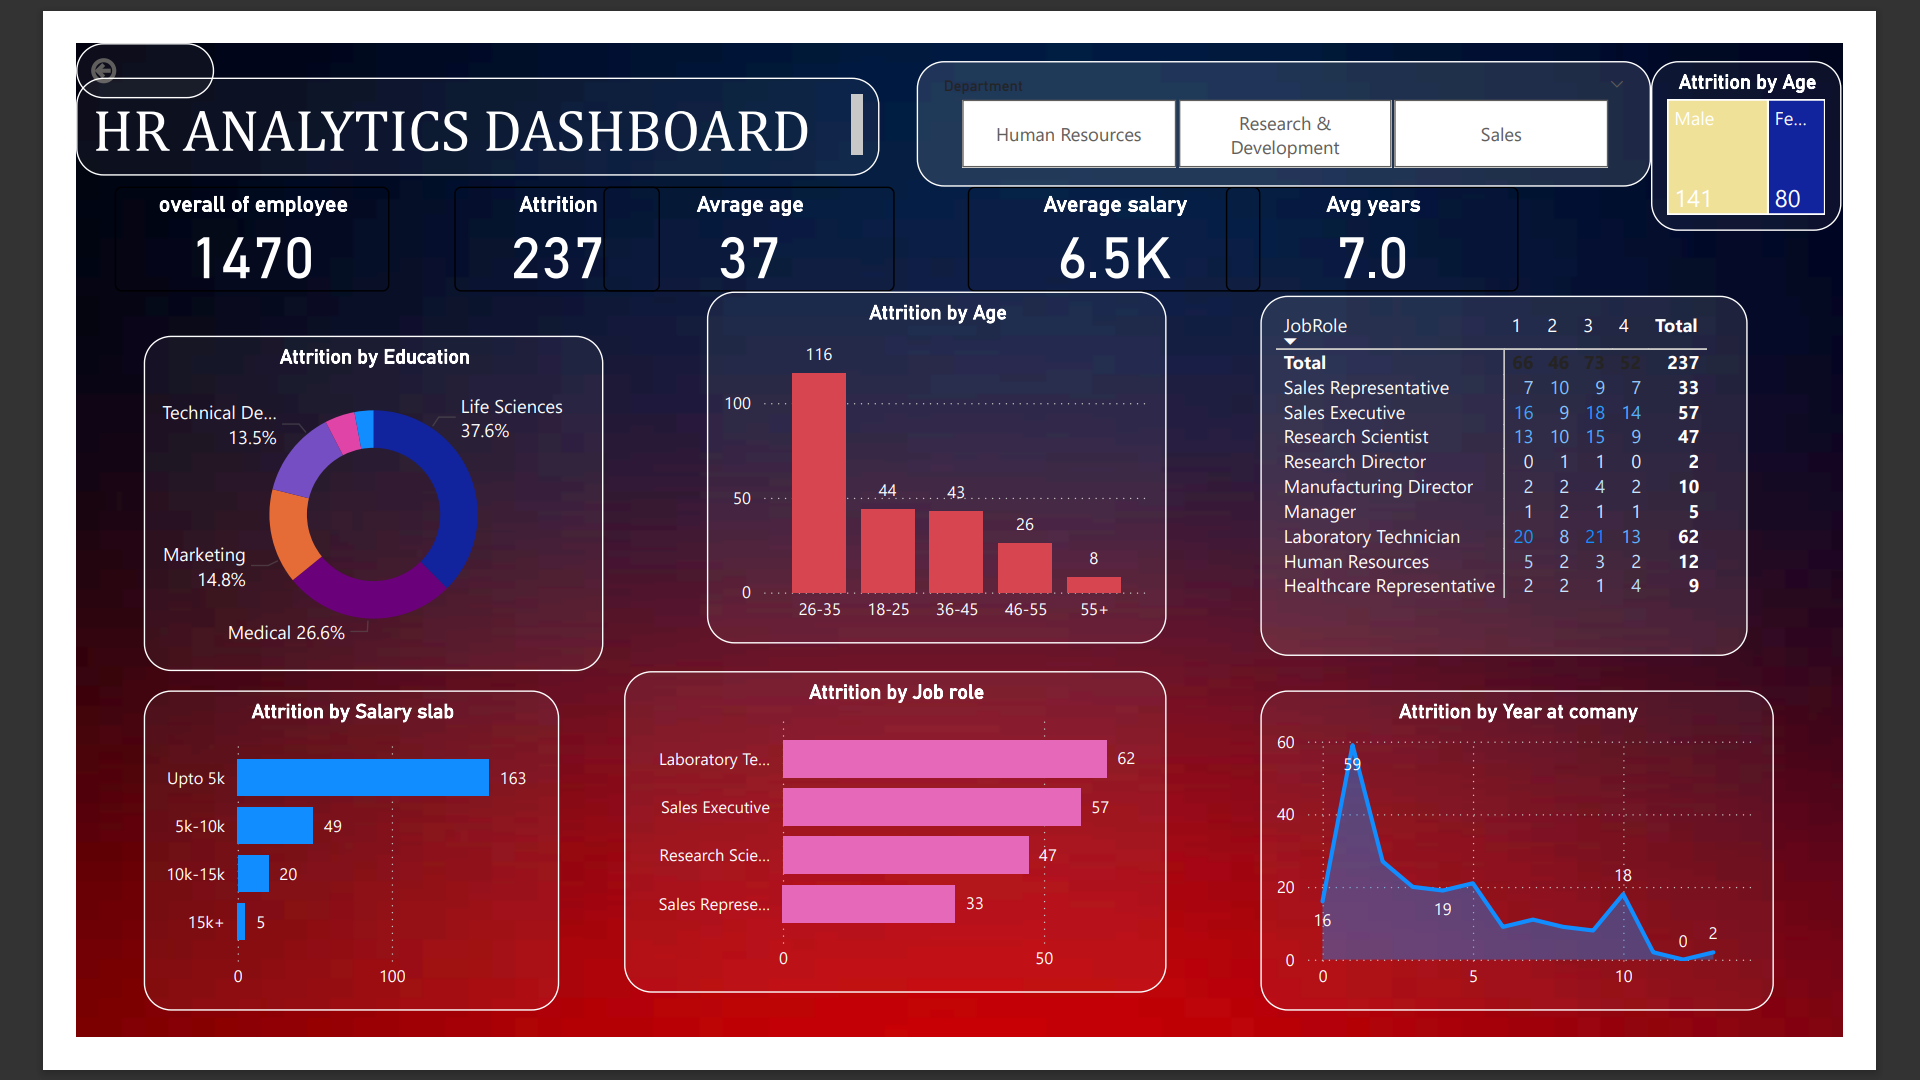 HR ANALYTICS DASHBOARD
Department
Human Resources
Research &
Development
Sales
Attrition by Age
Male
141
Fe...
80
overall of employee
1470
Attrition
237
Avrage age
37
Average salary
6.5K
Avg years
7.0
Attrition by Education
Life Sciences
37.6%
Technical De...
13.5%
Marketing
14.8%
Medical 26.6%
Attrition by Age
116
100
44
43
50
26
8
0
26-35 18-25 36-45 46-55 55+
JobRole 1 2 3 4 Total
Total 66 46 73 52 237
Sales Representative 7 10 9 7 33
Sales Executive 16 9 18 14 57
Research Scientist 13 10 15 9 47
Research Director 0 1 1 0 2
Manufacturing Director 2 2 4 2 10
Manager 1 2 1 1 5
Laboratory Technician 20 8 21 13 62
Human Resources 5 2 3 2 12
Healthcare Representative 2 2 1 4 9
Attrition by Salary slab
Upto 5k 163
5k-10k 49
10k-15k 20
15k+ 5
0 100
Attrition by Job role
Laboratory Te... 62
Sales Executive 57
Research Scie... 47
Sales Represe... 33
0 50
Attrition by Year at comany
60
59
40
20
18
16
19
0
2
0
0 5 10